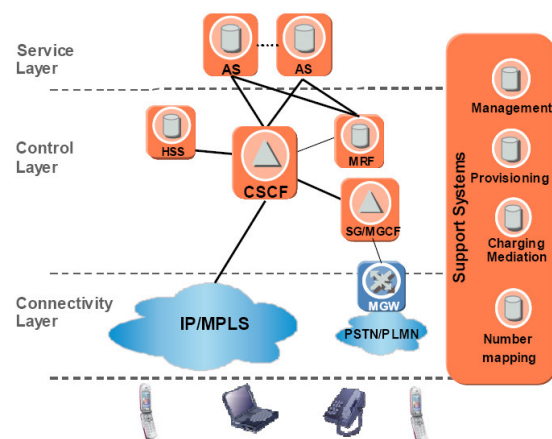 Service
Layer
AS
AS
Control
Layer
HSS
CSCF
MRF
SG/MGCF
Connectivity
Layer
IP/MPLS
MGW
PSTN/PLMN
Support Systems
Management
Provisioning
Charging
Mediation
Number
mapping